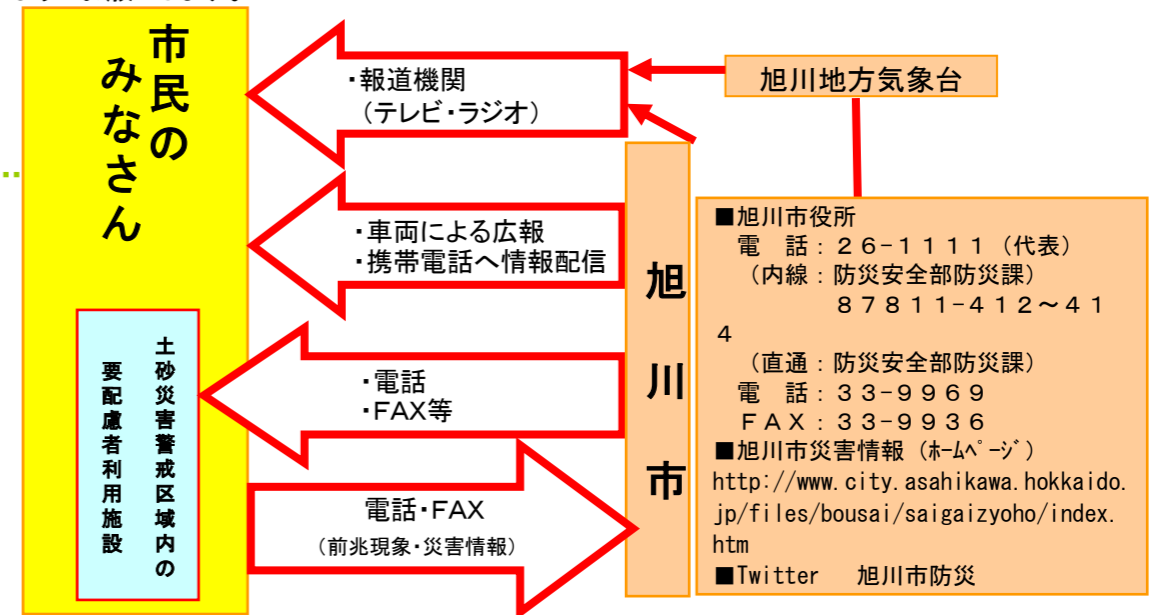 市民の
みなさん
・報道機関
（テレビ・ラジオ）
旭川地方気象台
・車両による広報
・携帯電話へ情報配信
旭川市
■旭川市役所
電　話：２６-１１１１（代表）
（内線：防災安全部防災課）
８７８１１-４１２～４１
４
（直通：防災安全部防災課）
電　話：３３-９９６９
ＦＡＸ：３３-９９３６
■旭川市災害情報（ﾎｰﾑﾍﾟｰｼﾞ）
http://www.city.asahikawa.hokkaido.
jp/files/bousai/saigaizyoho/index.
htm
■Twitter　旭川市防災
土砂災害警戒区域内の
要配慮者利用施設
・電話
・FAX等
電話・FAX
（前兆現象・災害情報）